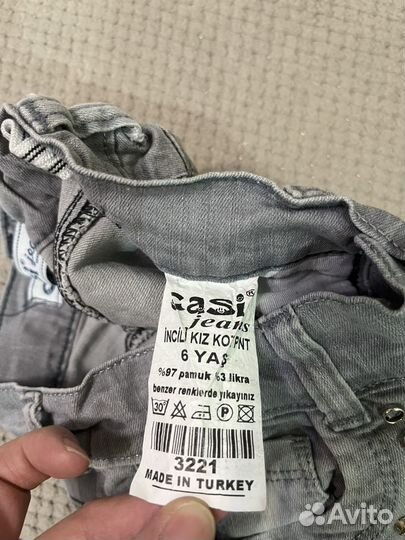 casi®
jeans
İNCİLİ KIZ KOT PNT
6 YAŞ
%97 pamuk %3 likra
benzer renklerde yıkayınız
30° P
3221
MADE IN TURKEY
Avito